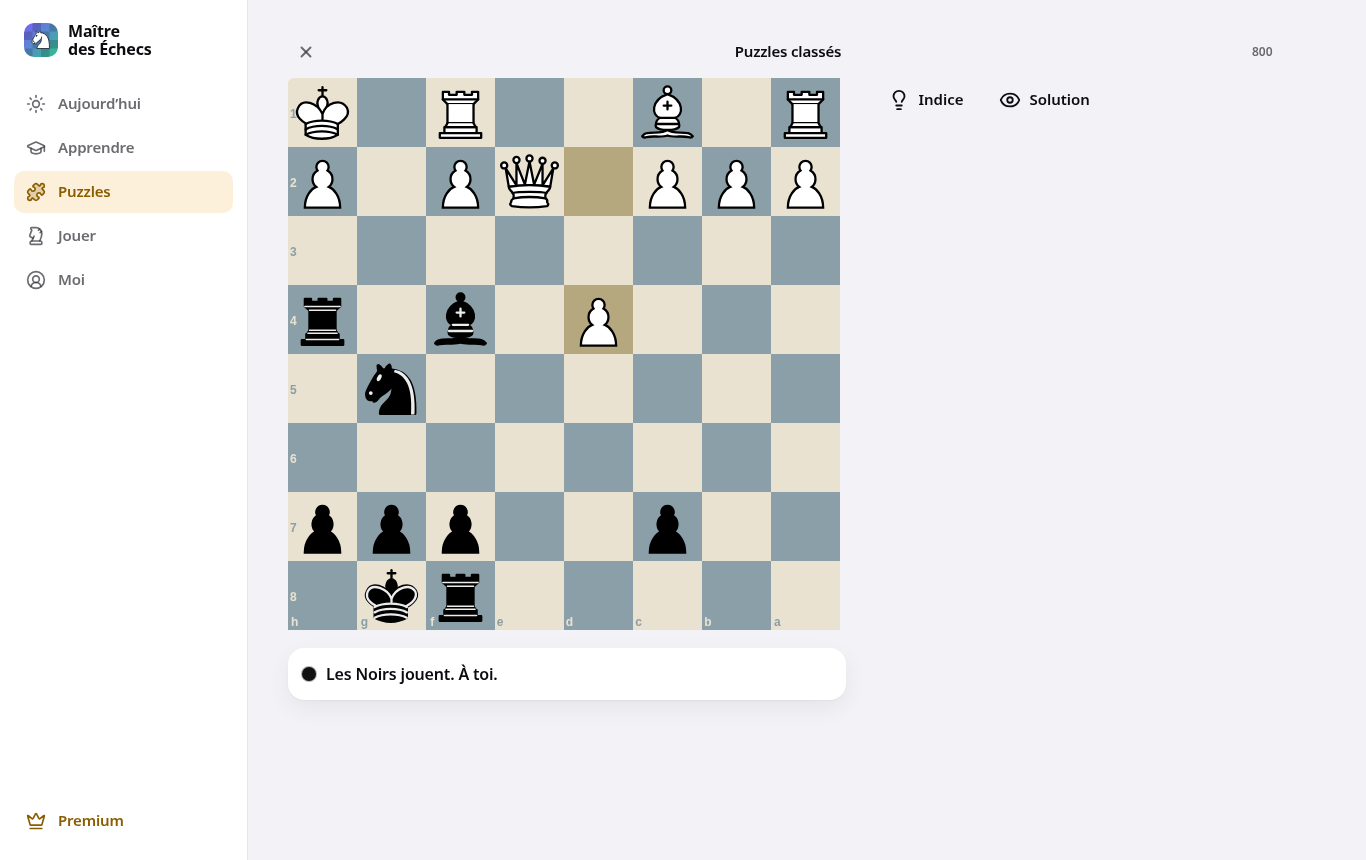 Maître
des Échecs
Aujourd’hui
Apprendre
Puzzles
Jouer
Moi
Premium
Puzzles classés
800
1
2
3
4
5
6
7
8
h g f e d c b a
Indice
Solution
Les Noirs jouent. À toi.